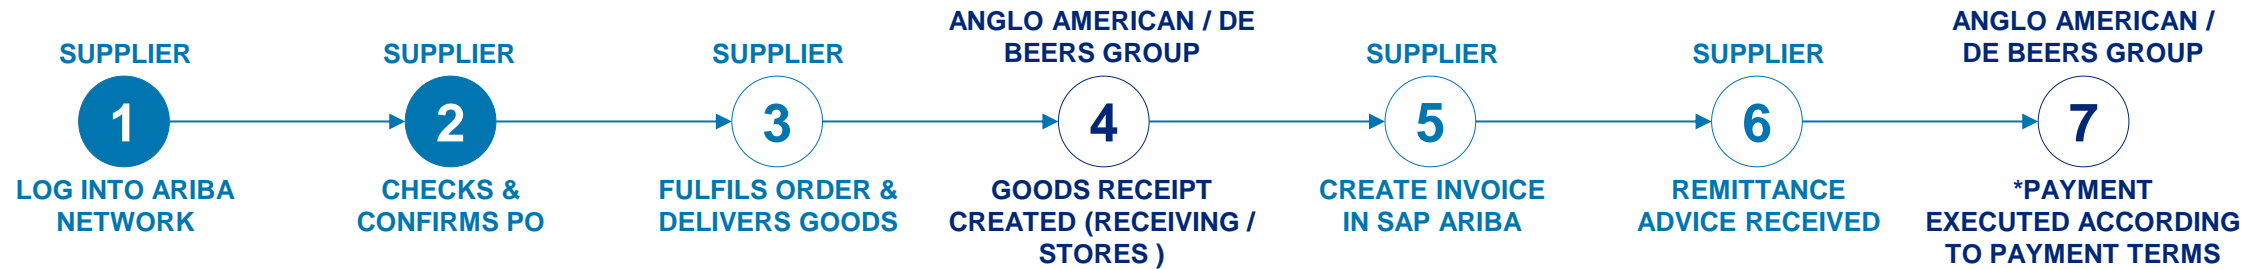 SUPPLIER
1
LOG INTO ARIBA
NETWORK
SUPPLIER
2
CHECKS &
CONFIRMS PO
SUPPLIER
3
FULFILS ORDER &
DELIVERS GOODS
ANGLO AMERICAN / DE
BEERS GROUP
4
GOODS RECEIPT
CREATED (RECEIVING /
STORES )
SUPPLIER
5
CREATE INVOICE
IN SAP ARIBA
SUPPLIER
6
REMITTANCE
ADVICE RECEIVED
ANGLO AMERICAN /
DE BEERS GROUP
7
*PAYMENT
EXECUTED ACCORDING
TO PAYMENT TERMS